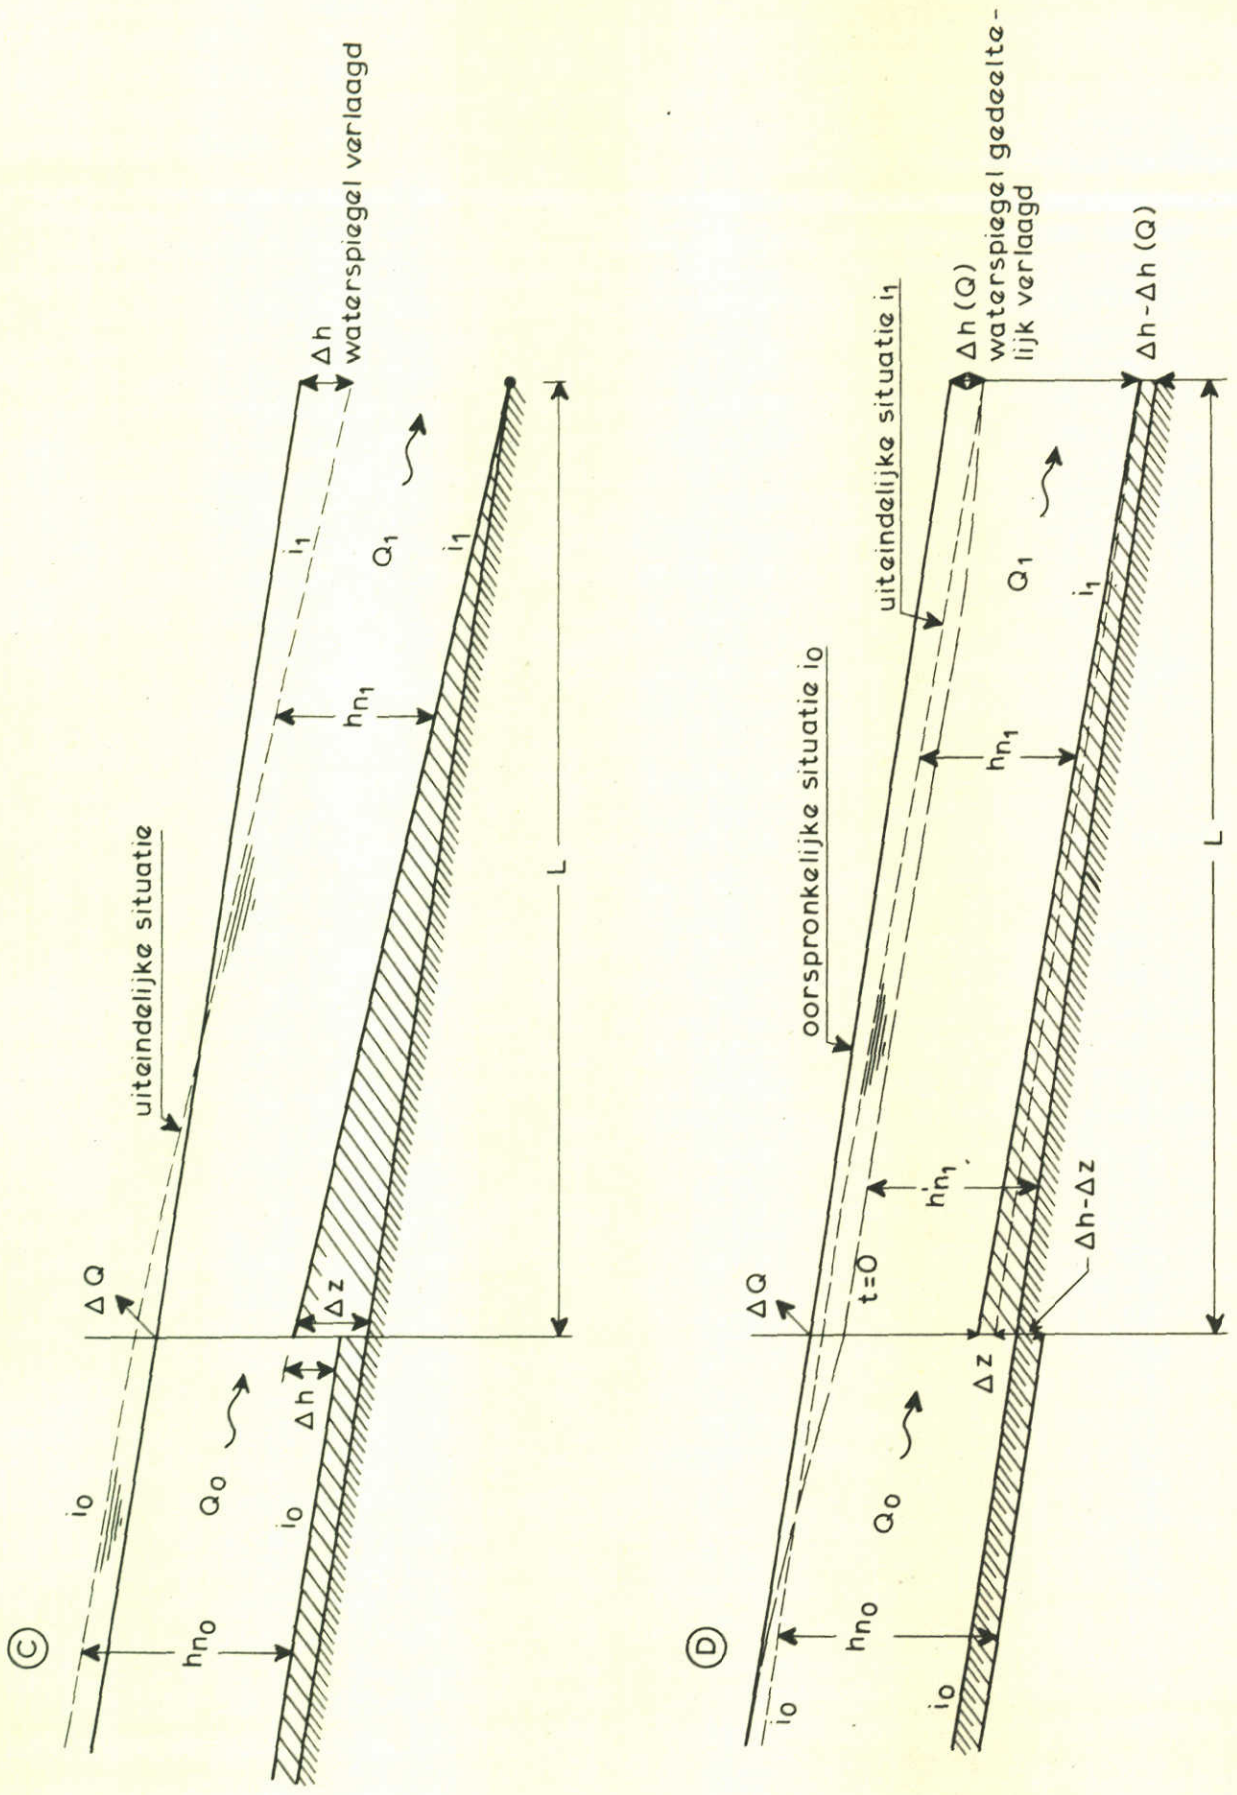 C
uiteindelijke situatie
Δh
waterspiegel verlaagd
i₀
ΔQ
i₁
Q₀
Q₁
hn₀
hn₁
Δh
Δz
i₀
i₁
L
D
oorspronkelijke situatie i₀
uiteindelijke situatie i₁
Δh (Q)
waterspiegel gedeelte-
lijk verlaagd
Δh-Δh (Q)
i₀
ΔQ
t=0
Q₀
Q₁
hn₀
h'n₁
hn₁
i₀
i₁
Δz
Δh-Δz
L